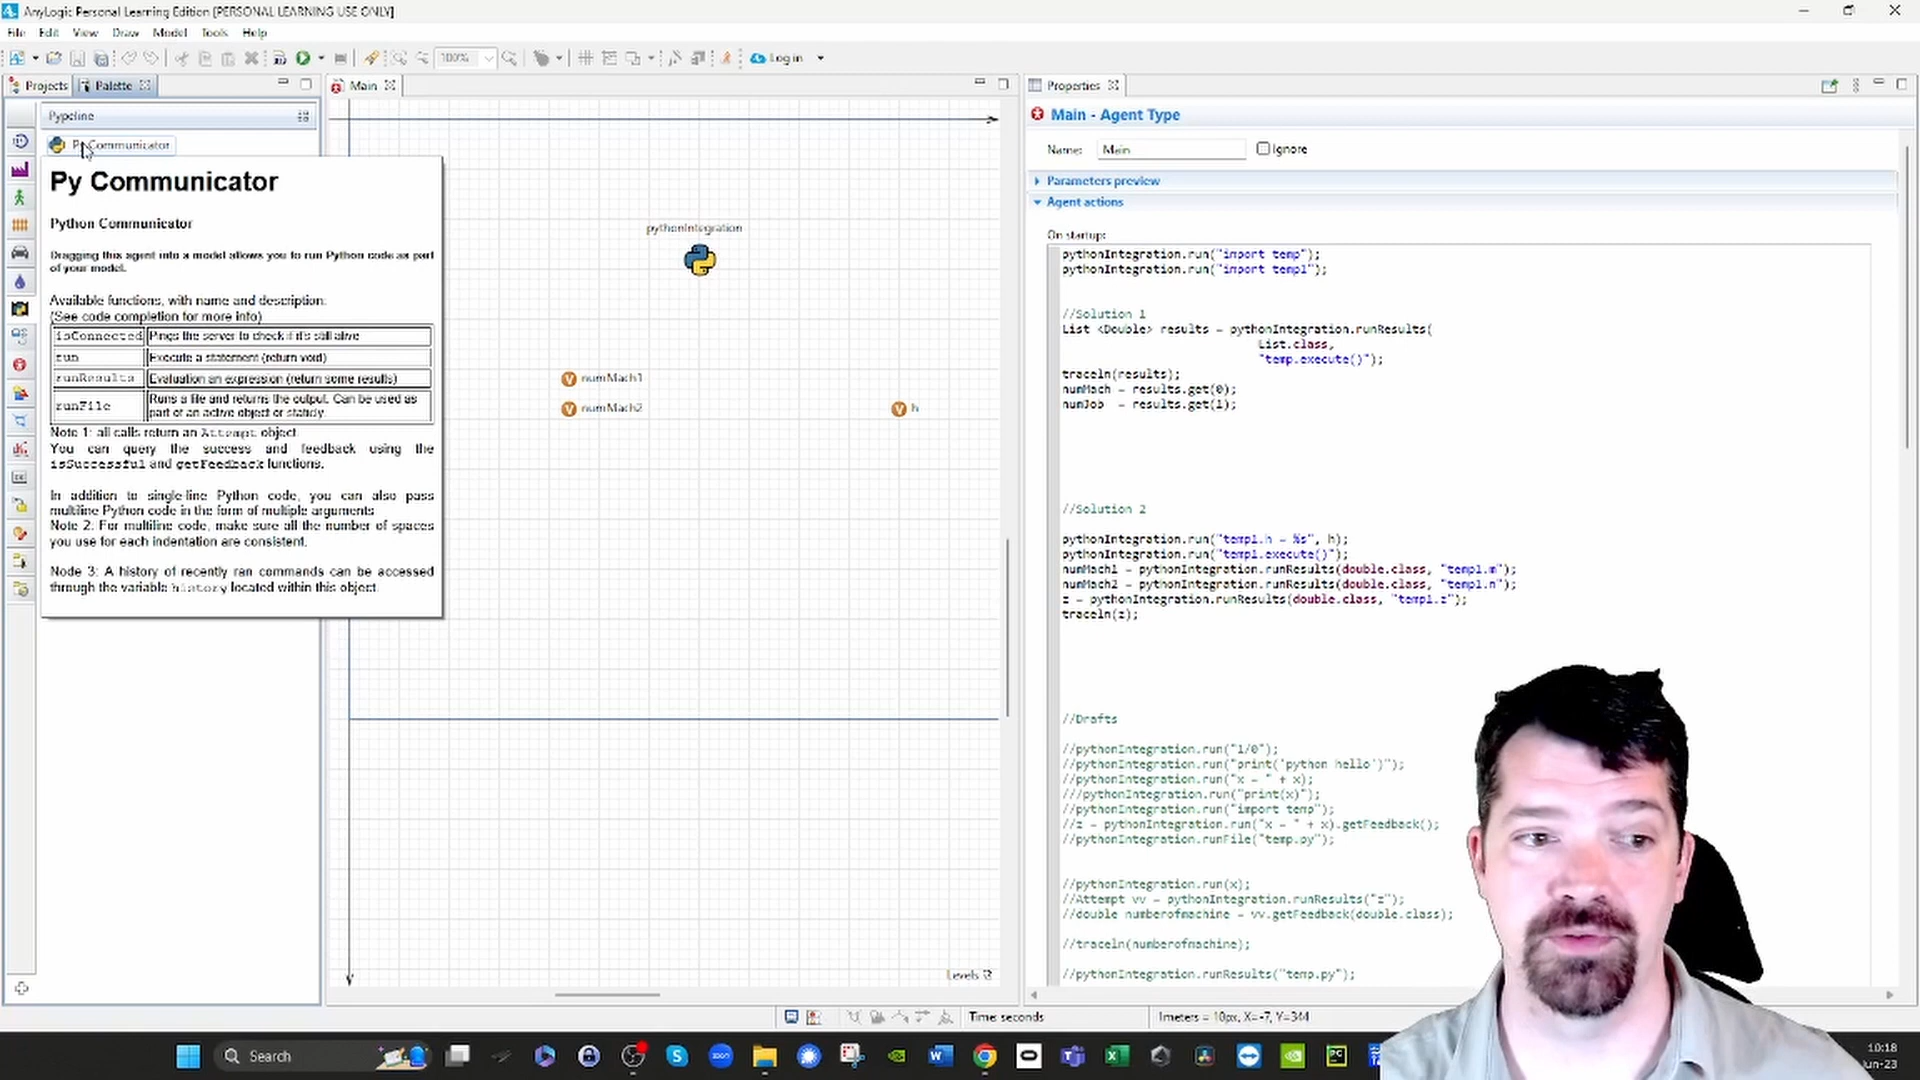 AnyLogic Personal Learning Edition [PERSONAL LEARNING USE ONLY]
File Edit View Draw Model Tools Help
100%
Log in
Projects
Palette
Main
Properties
Pypeline
Communicator
Py Communicator
Python Communicator
Dragging this agent into a model allows you to run Python code as part
of your model.
Available functions, with name and description:
(See code completion for more info)
isConnected Pings the server to check if it's still alive
run Execute a statement (return void)
runResults Evaluation an expression (return some results)
runFile Runs a file and returns the output. Can be used as
part of an active object or staticly
Note 1: all calls return an Attempt object.
You can query the success and feedback using the
isSuccessful and getFeedback functions.
In addition to single-line Python code, you can also pass
multiline Python code in the form of multiple arguments
Note 2: For multiline code, make sure all the number of spaces
you use for each indentation are consistent.
Node 3: A history of recently ran commands can be accessed
through the variable history located within this object.
pythonIntegration
numMach1
numMach2
h
Levels
Main - Agent Type
Name: Main Ignore
Parameters preview
Agent actions
On startup:
pythonIntegration.run("import temp");
pythonIntegration.run("import temp1");
//Solution 1
List <Double> results = pythonIntegration.runResults(
List.class,
"temp.execute()");
traceln(results);
numMach = results.get(0);
numJob = results.get(1);
//Solution 2
pythonIntegration.run("temp1.h = %s", h);
pythonIntegration.run("temp1.execute()");
numMach1 = pythonIntegration.runResults(double.class, "temp1.m");
numMach2 = pythonIntegration.runResults(double.class, "temp1.n");
z = pythonIntegration.runResults(double.class, "temp1.z");
traceln(z);
//Drafts
//pythonIntegration.run("1/0");
//pythonIntegration.run("print('python hello')");
//pythonIntegration.run("x = " + x);
///pythonIntegration.run("print(x)");
//pythonIntegration.run("import temp");
//z = pythonIntegration.run("x = " + x).getFeedback();
//pythonIntegration.runFile("temp.py");
//pythonIntegration.run(x);
//Attempt vv = pythonIntegration.runResults("z");
//double numberofmachine = vv.getFeedback(double.class);
//traceln(numberofmachine);
//pythonIntegration.runResults("temp.py");
Time: seconds
1meters = 10px, X=-7, Y=344
Search
10:18
un-23